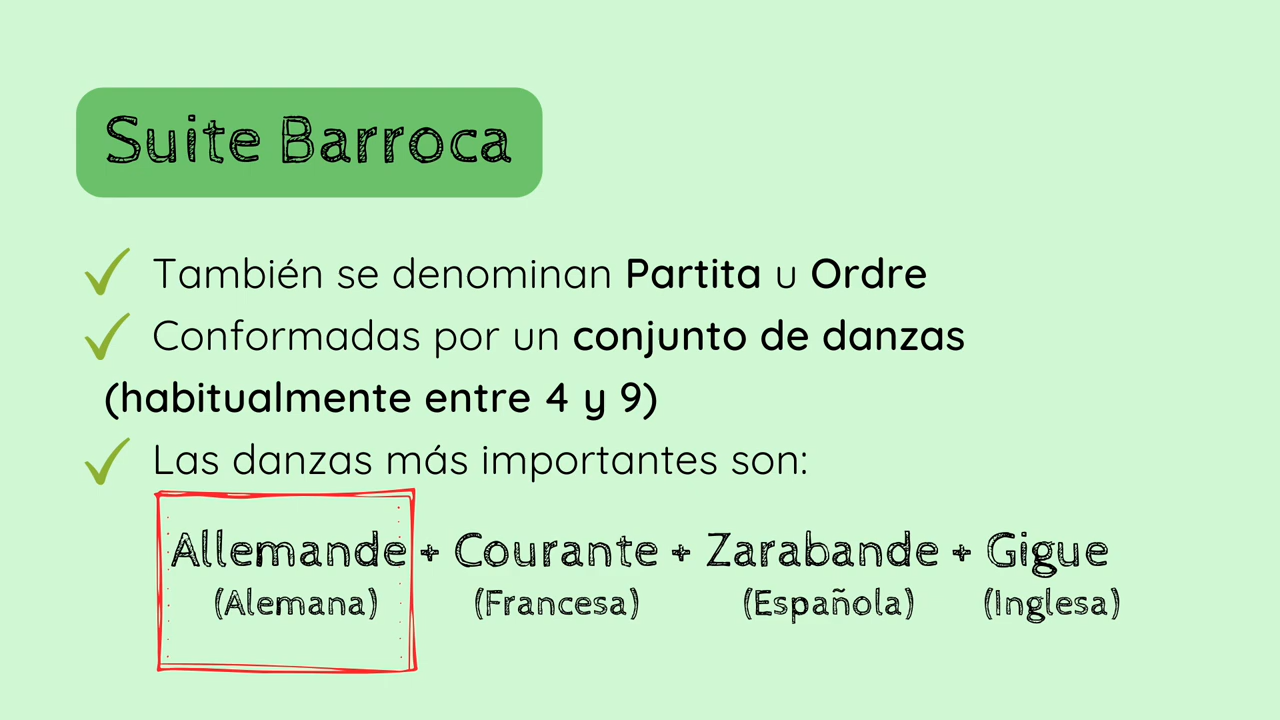 Suite Barroca
También se denominan Partita u Ordre
Conformadas por un conjunto de danzas
(habitualmente entre 4 y 9)
Las danzas más importantes son:
Allemande + Courante + Zarabande + Gigue
(Alemana) (Francesa) (Española) (Inglesa)